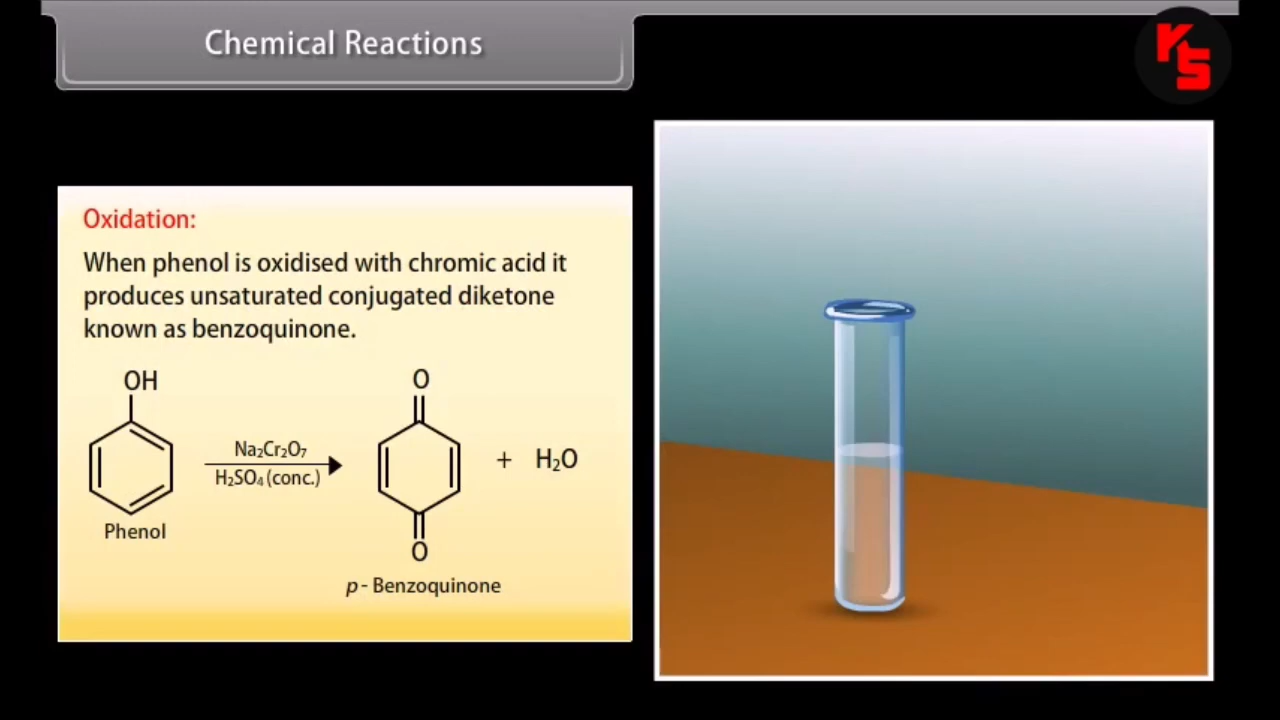 Chemical Reactions
KTS
Oxidation:
When phenol is oxidised with chromic acid it
produces unsaturated conjugated diketone
known as benzoquinone.
OH
Phenol
Na₂Cr₂O₇
H₂SO₄ (conc.)
O
O
p - Benzoquinone
+ H₂O